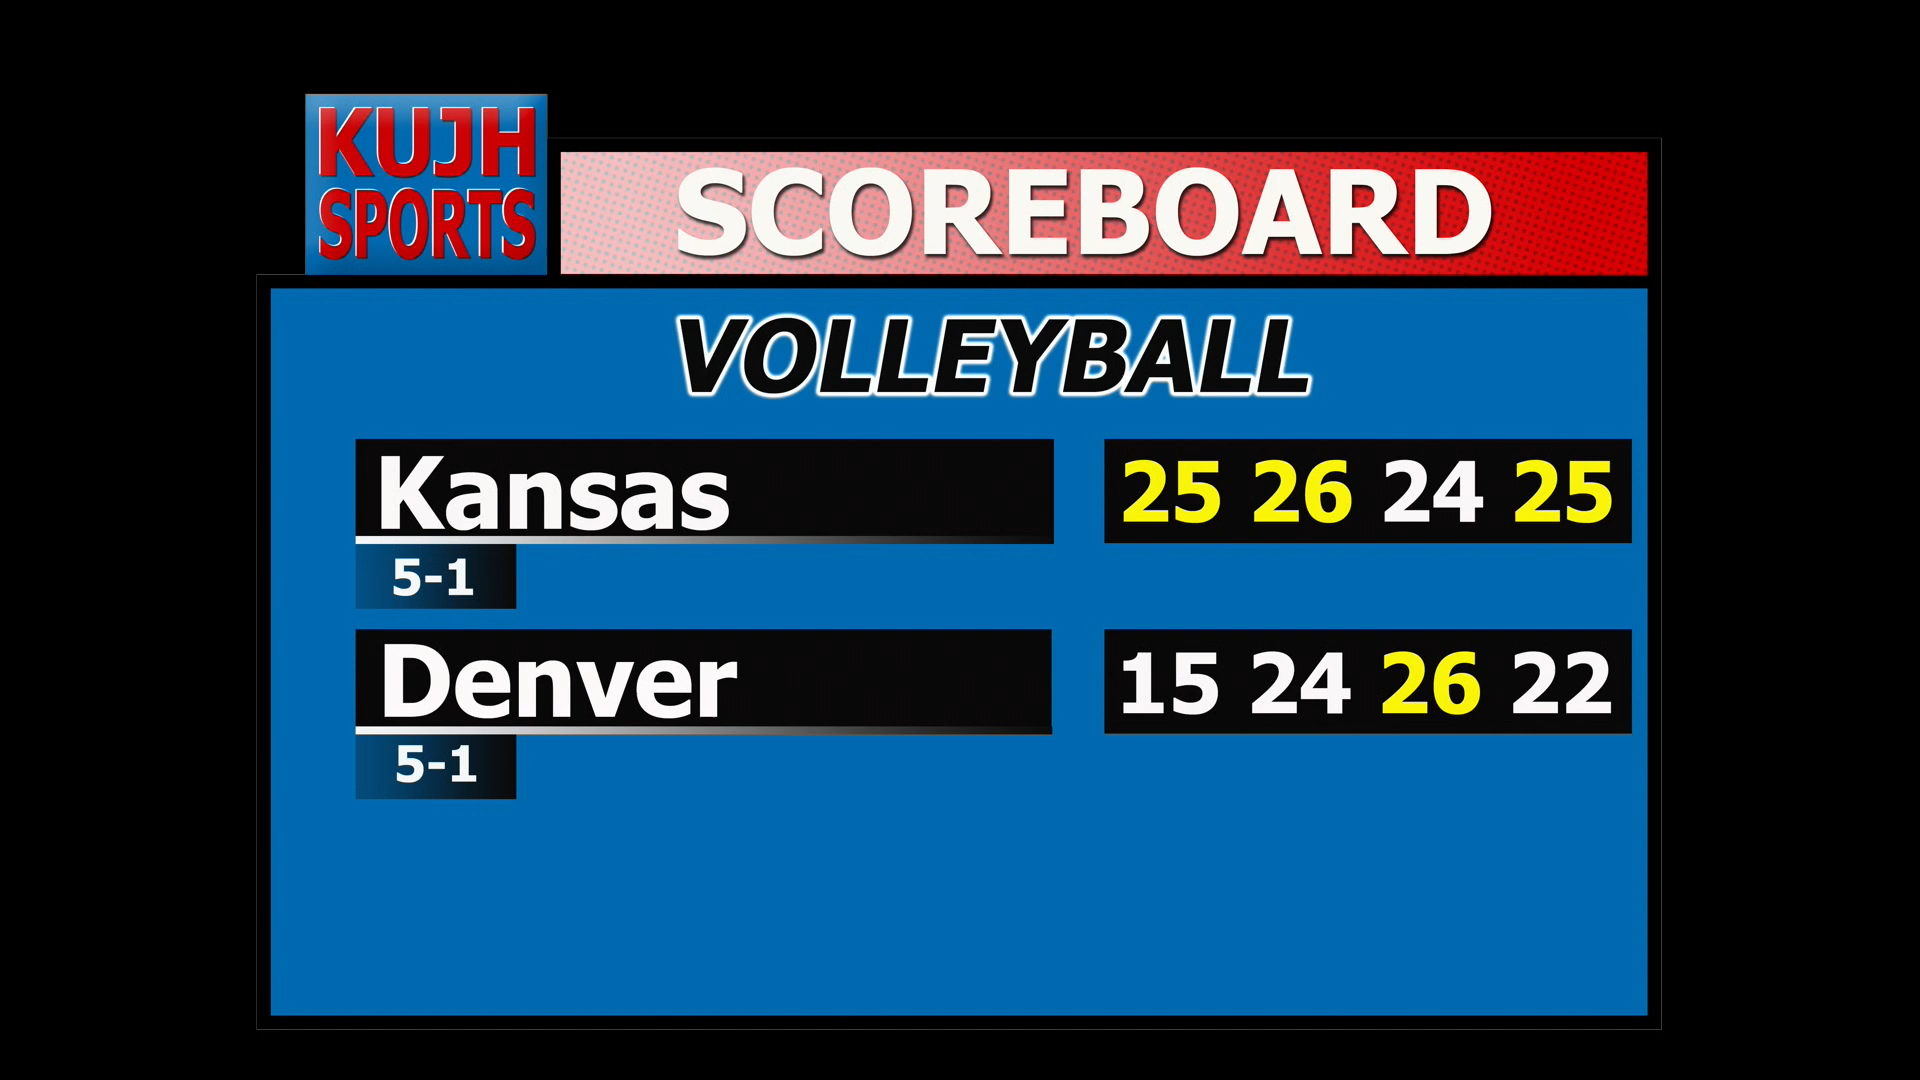 KUJH
SPORTS
SCOREBOARD
VOLLEYBALL
Kansas 25 26 24 25
5-1
Denver 15 24 26 22
5-1